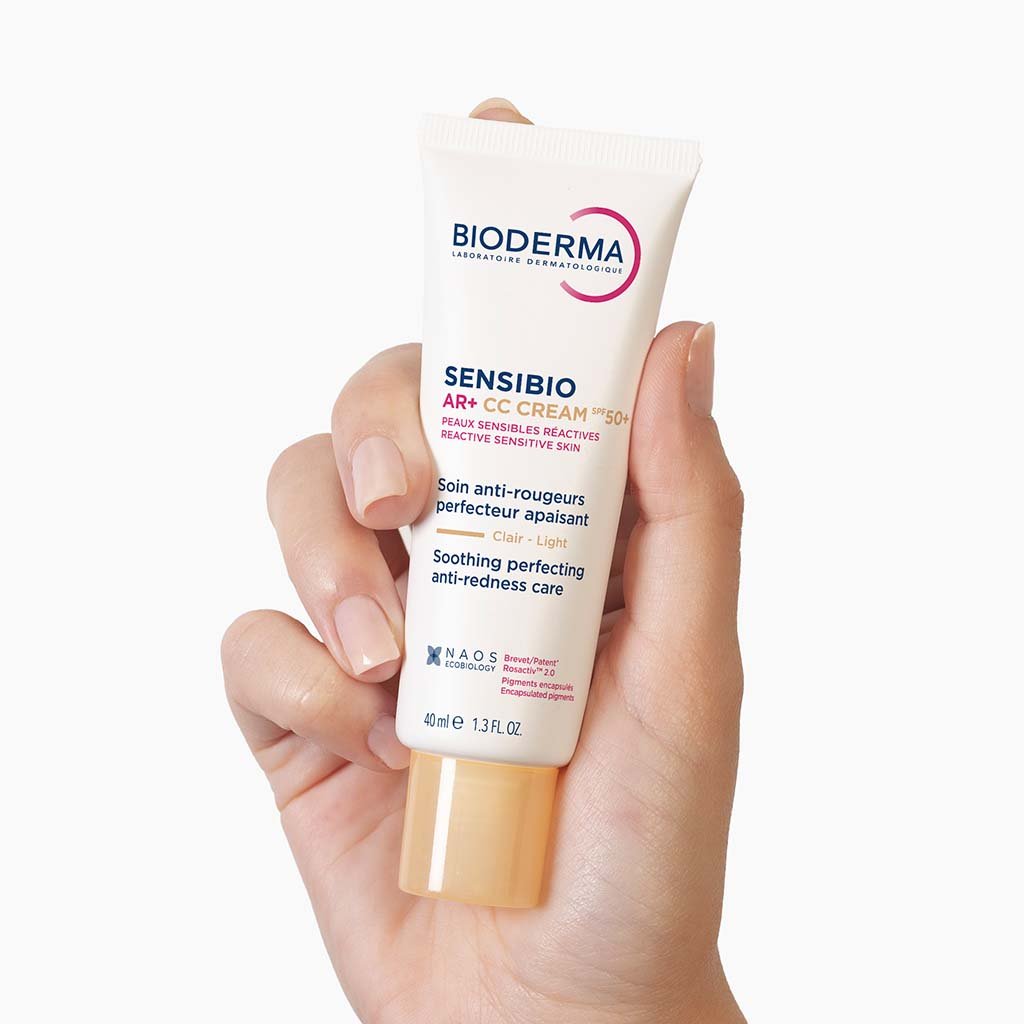 BIODERMA
LABORATOIRE DERMATOLOGIQUE
SENSIBIO
AR+ CC CREAM SPF50+
PEAUX SENSIBLES RÉACTIVES
REACTIVE SENSITIVE SKIN
Soin anti-rougeurs
perfecteur apaisant
Clair - Light
Soothing perfecting
anti-redness care
NAOS
ECOBIOLOGY
Brevet/Patent*
Rosactiv™ 2.0
Pigments encapsulés
Encapsulated pigments
40 ml ℮ 1.3 FL. OZ.